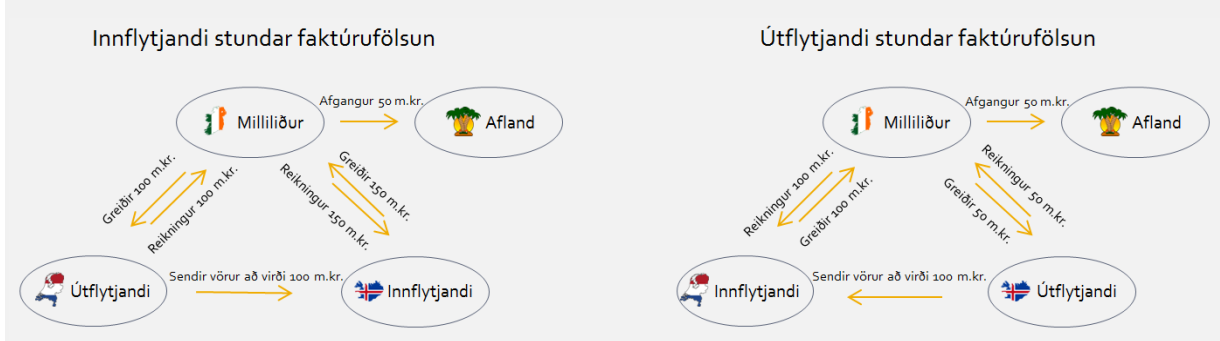 Innflytjandi stundar faktúrufölsun
Milliliður
Afgangur 50 m.kr.
Afland
Greiðir 100 m.kr.
Reikningur 100 m.kr.
Greiðir 150 m.kr.
Reikningur 150 m.kr.
Útflytjandi
Sendir vörur að virði 100 m.kr.
Innflytjandi
Útflytjandi stundar faktúrufölsun
Milliliður
Afgangur 50 m.kr.
Afland
Reikningur 100 m.kr.
Greiðir 100 m.kr.
Reikningur 50 m.kr.
Greiðir 50 m.kr.
Innflytjandi
Sendir vörur að virði 100 m.kr.
Útflytjandi